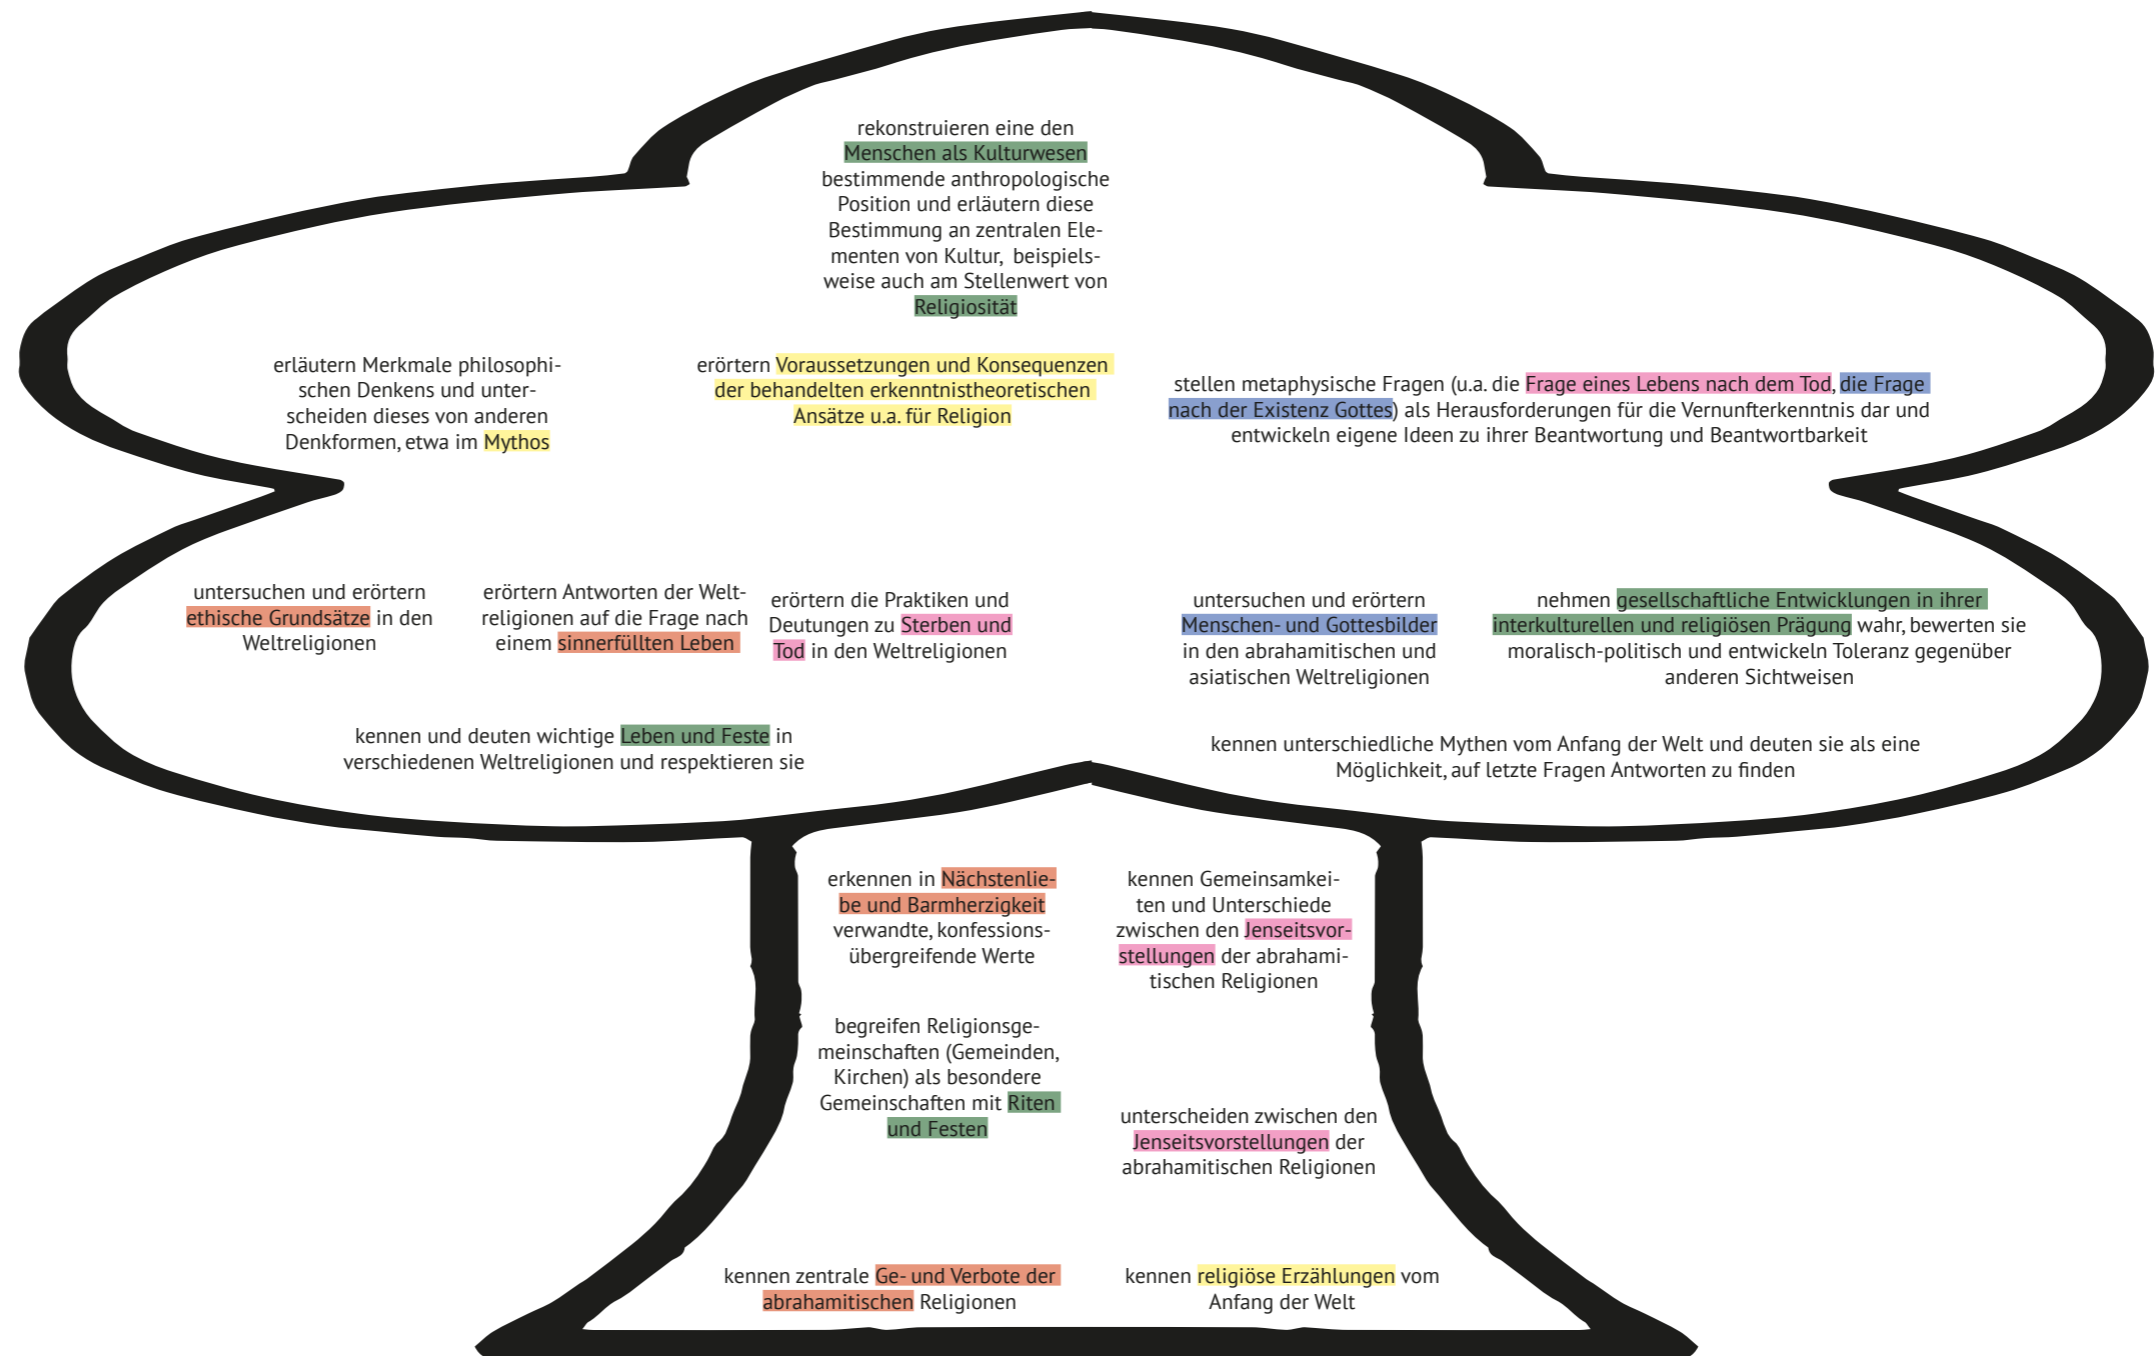 rekonstruieren eine den
Menschen als Kulturwesen
bestimmende anthropologische
Position und erläutern diese
Bestimmung an zentralen Ele-
menten von Kultur, beispiels-
weise auch am Stellenwert von
Religiosität
erläutern Merkmale philosophi-
schen Denkens und unter-
scheiden dieses von anderen
Denkformen, etwa im Mythos
erörtern Voraussetzungen und Konsequenzen
der behandelten erkenntnistheoretischen
Ansätze u.a. für Religion
stellen metaphysische Fragen (u.a. die Frage eines Lebens nach dem Tod, die Frage
nach der Existenz Gottes) als Herausforderungen für die Vernunfterkenntnis dar und
entwickeln eigene Ideen zu ihrer Beantwortung und Beantwortbarkeit
untersuchen und erörtern
ethische Grundsätze in den
Weltreligionen
erörtern Antworten der Welt-
religionen auf die Frage nach
einem sinnerfüllten Leben
erörtern die Praktiken und
Deutungen zu Sterben und
Tod in den Weltreligionen
untersuchen und erörtern
Menschen- und Gottesbilder
in den abrahamitischen und
asiatischen Weltreligionen
nehmen gesellschaftliche Entwicklungen in ihrer
interkulturellen und religiösen Prägung wahr, bewerten sie
moralisch-politisch und entwickeln Toleranz gegenüber
anderen Sichtweisen
kennen und deuten wichtige Leben und Feste in
verschiedenen Weltreligionen und respektieren sie
kennen unterschiedliche Mythen vom Anfang der Welt und deuten sie als eine
Möglichkeit, auf letzte Fragen Antworten zu finden
erkennen in Nächstenlie-
be und Barmherzigkeit
verwandte, konfessions-
übergreifende Werte
kennen Gemeinsamkei-
ten und Unterschiede
zwischen den Jenseitsvor-
stellungen der abrahami-
tischen Religionen
begreifen Religionsge-
meinschaften (Gemeinden,
Kirchen) als besondere
Gemeinschaften mit Riten
und Festen
unterscheiden zwischen den
Jenseitsvorstellungen der
abrahamitischen Religionen
kennen zentrale Ge- und Verbote der
abrahamitischen Religionen
kennen religiöse Erzählungen vom
Anfang der Welt